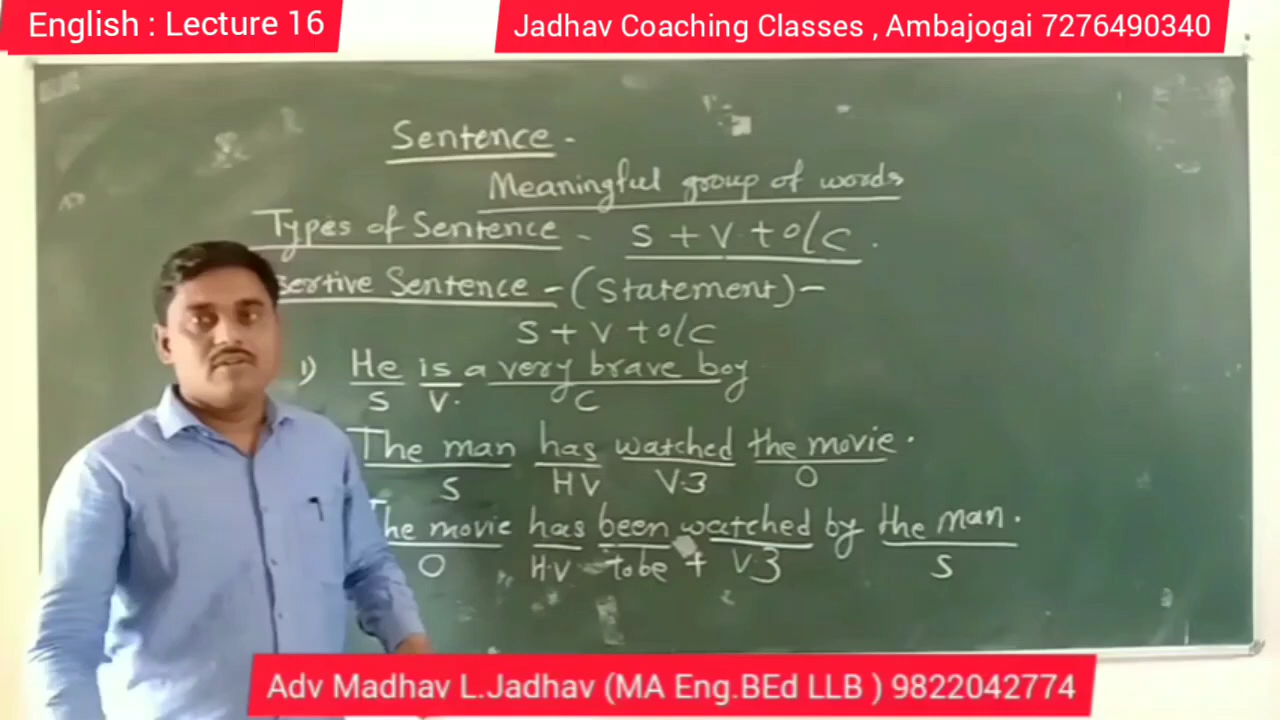 English : Lecture 16
Jadhav Coaching Classes , Ambajogai 7276490340
Sentence -
Meaningful group of words
Types of Sentence - S + V + O/C .
sertive Sentence - (Statement) -
S + V + O/C
1) He is a very brave boy
S V. C
The man has watched the movie.
S HV V.3 O
The movie has been watched by the man.
O H.V tobe + V3 S
Adv Madhav L.Jadhav (MA Eng.BEd LLB ) 9822042774